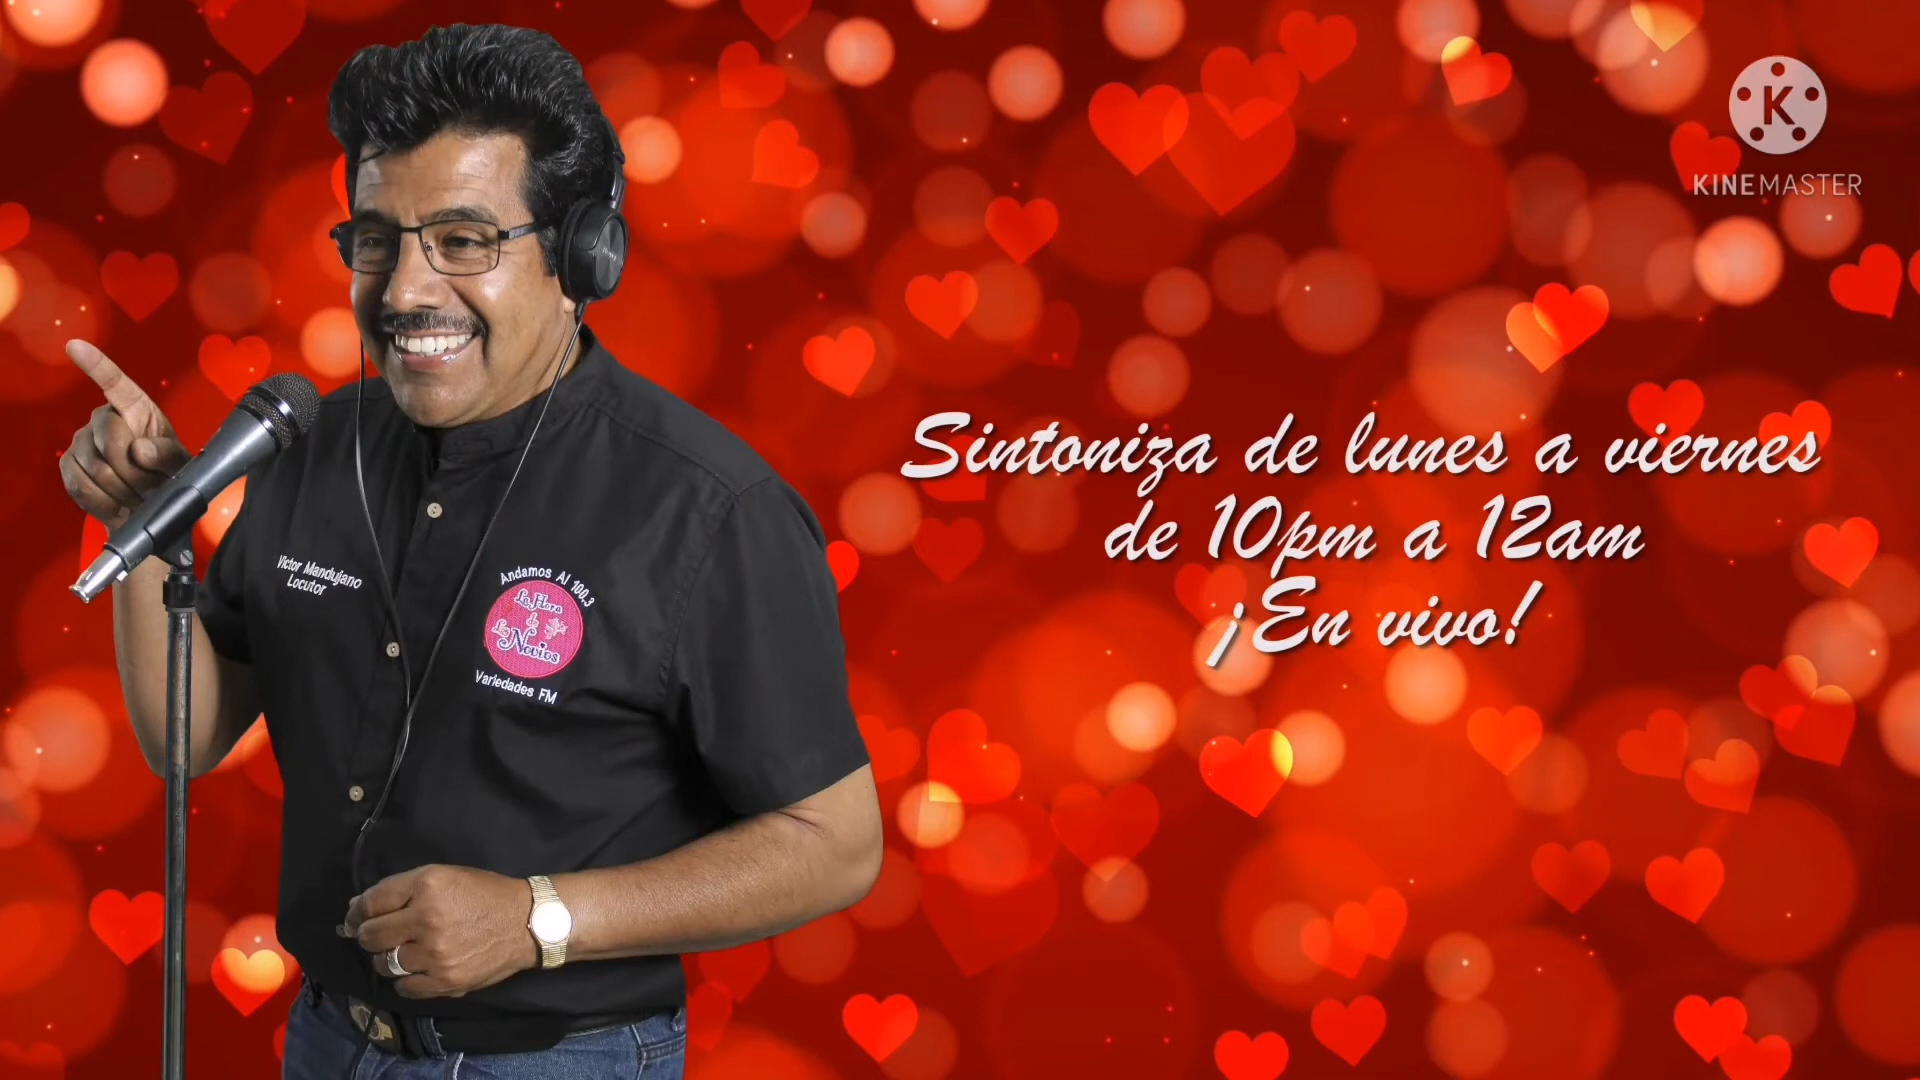 KINEMASTER
Sintoniza de lunes a viernes
de 10pm a 12am
¡En vivo!
Victor Mandujano
Locutor
Andamos Al 100.3
La Hora
de
Los
Novios
Variedades FM